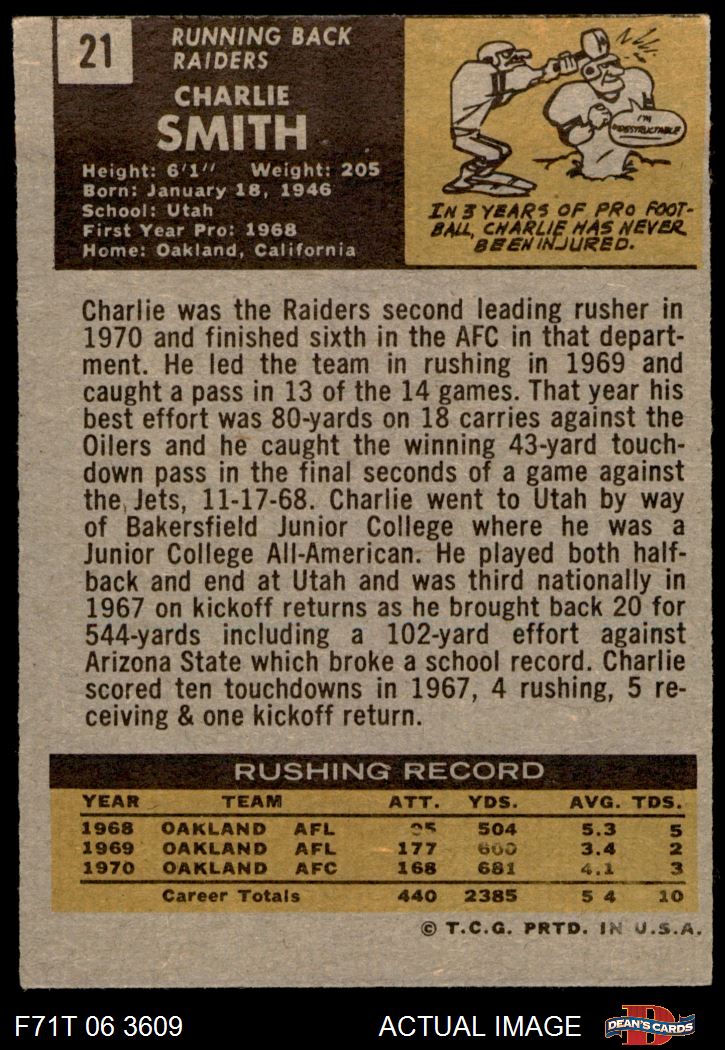 21
RUNNING BACK
RAIDERS
CHARLIE
SMITH
Height: 6'1" Weight: 205
Born: January 18, 1946
School: Utah
First Year Pro: 1968
Home: Oakland, California
I'M
INDESTRUCTABLE
IN 3 YEARS OF PRO FOOT-
BALL, CHARLIE HAS NEVER
BEEN INJURED.
Charlie was the Raiders second leading rusher in
1970 and finished sixth in the AFC in that depart-
ment. He led the team in rushing in 1969 and
caught a pass in 13 of the 14 games. That year his
best effort was 80-yards on 18 carries against the
Oilers and he caught the winning 43-yard touch-
down pass in the final seconds of a game against
the Jets, 11-17-68. Charlie went to Utah by way
of Bakersfield Junior College where he was a
Junior College All-American. He played both half-
back and end at Utah and was third nationally in
1967 on kickoff returns as he brought back 20 for
544-yards including a 102-yard effort against
Arizona State which broke a school record. Charlie
scored ten touchdowns in 1967, 4 rushing, 5 re-
ceiving & one kickoff return.
RUSHING RECORD
YEAR TEAM ATT. YDS. AVG. TDS.
1968 OAKLAND AFL 95 504 5.3 5
1969 OAKLAND AFL 177 600 3.4 2
1970 OAKLAND AFC 168 681 4.1 3
Career Totals 440 2385 5 4 10
© T.C.G. PRTD. IN U.S.A.
F71T 06 3609
ACTUAL IMAGE
D
DEAN'S CARDS